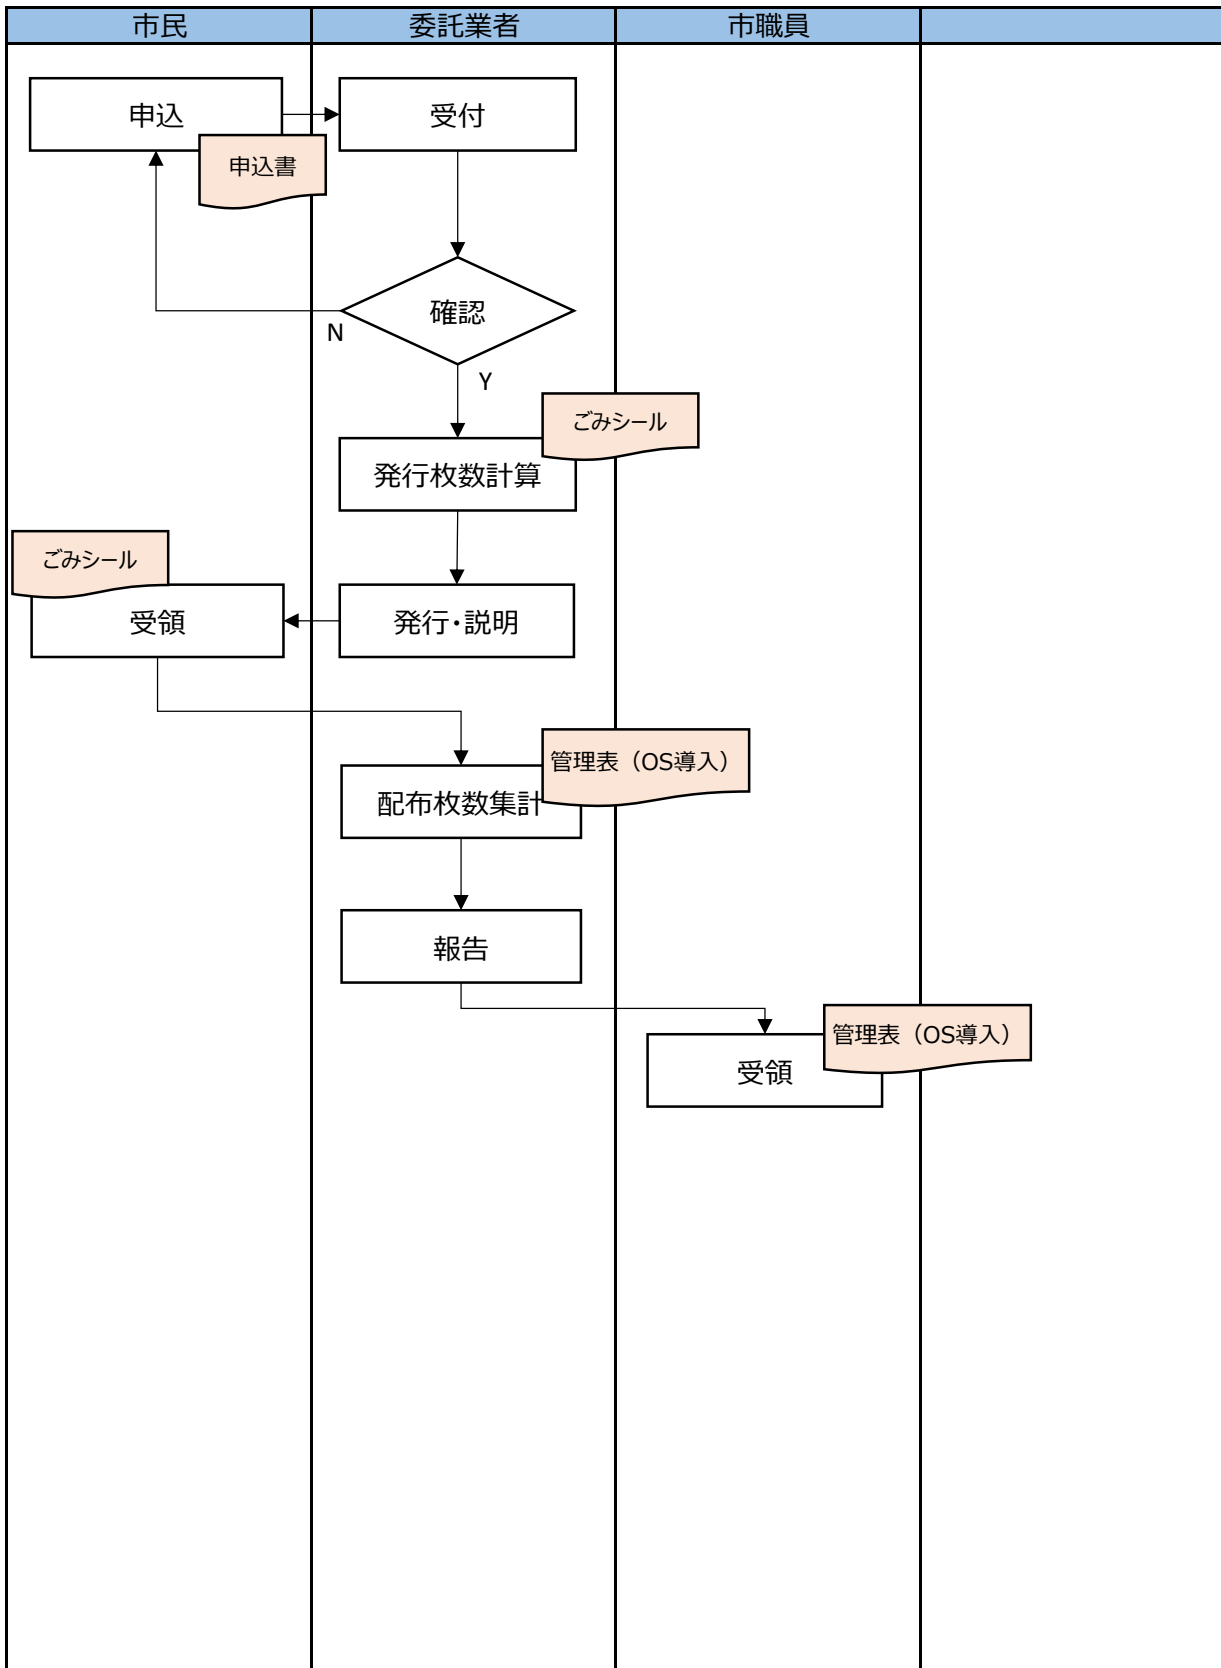 市民
委託業者
市職員
申込
受付
申込書
確認
N
Y
ごみシール
発行枚数計算
ごみシール
受領
発行・説明
管理表（OS導入）
配布枚数集計
報告
管理表（OS導入）
受領